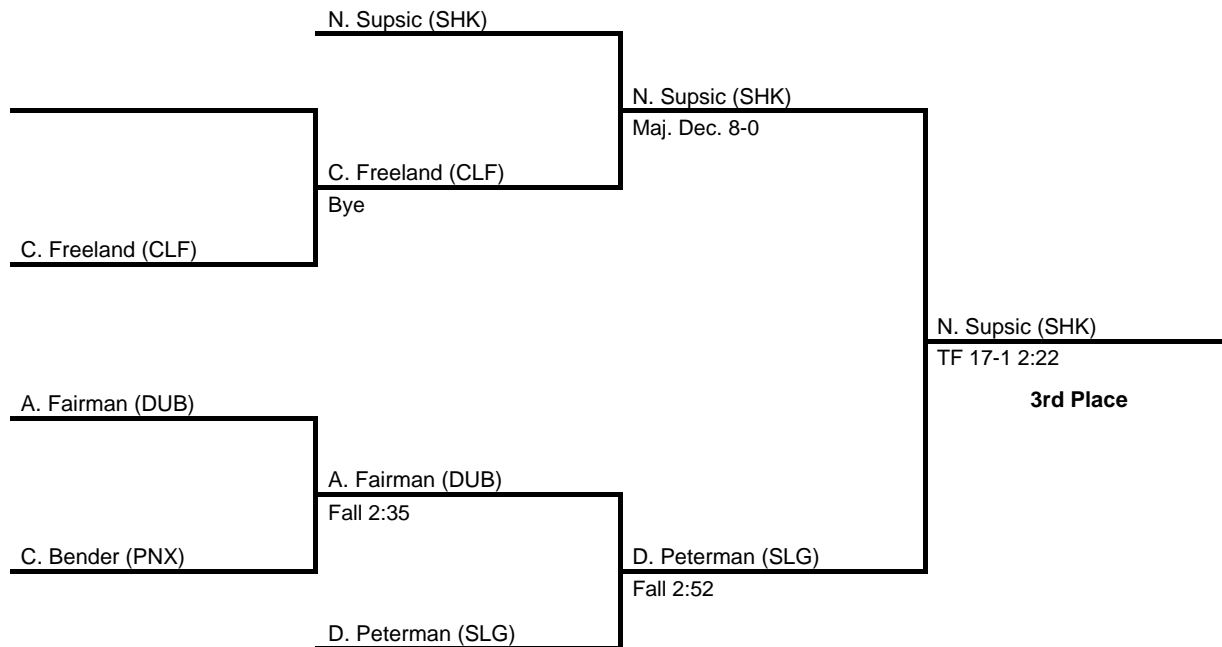 N. Supsic (SHK)
N. Supsic (SHK)
Maj. Dec. 8-0
C. Freeland (CLF)
Bye
C. Freeland (CLF)
N. Supsic (SHK)
TF 17-1 2:22
3rd Place
A. Fairman (DUB)
A. Fairman (DUB)
Fall 2:35
C. Bender (PNX)
D. Peterman (SLG)
Fall 2:52
D. Peterman (SLG)